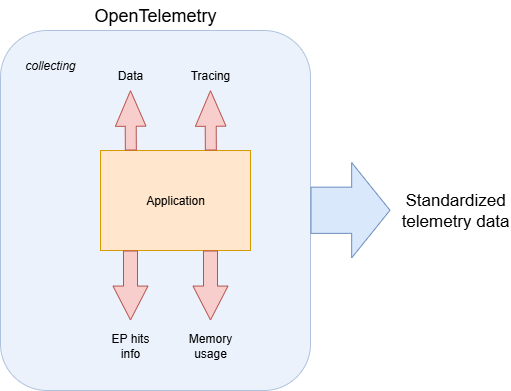 OpenTelemetry
collecting
Data
Tracing
Application
Standardized
telemetry data
EP hits
info
Memory
usage